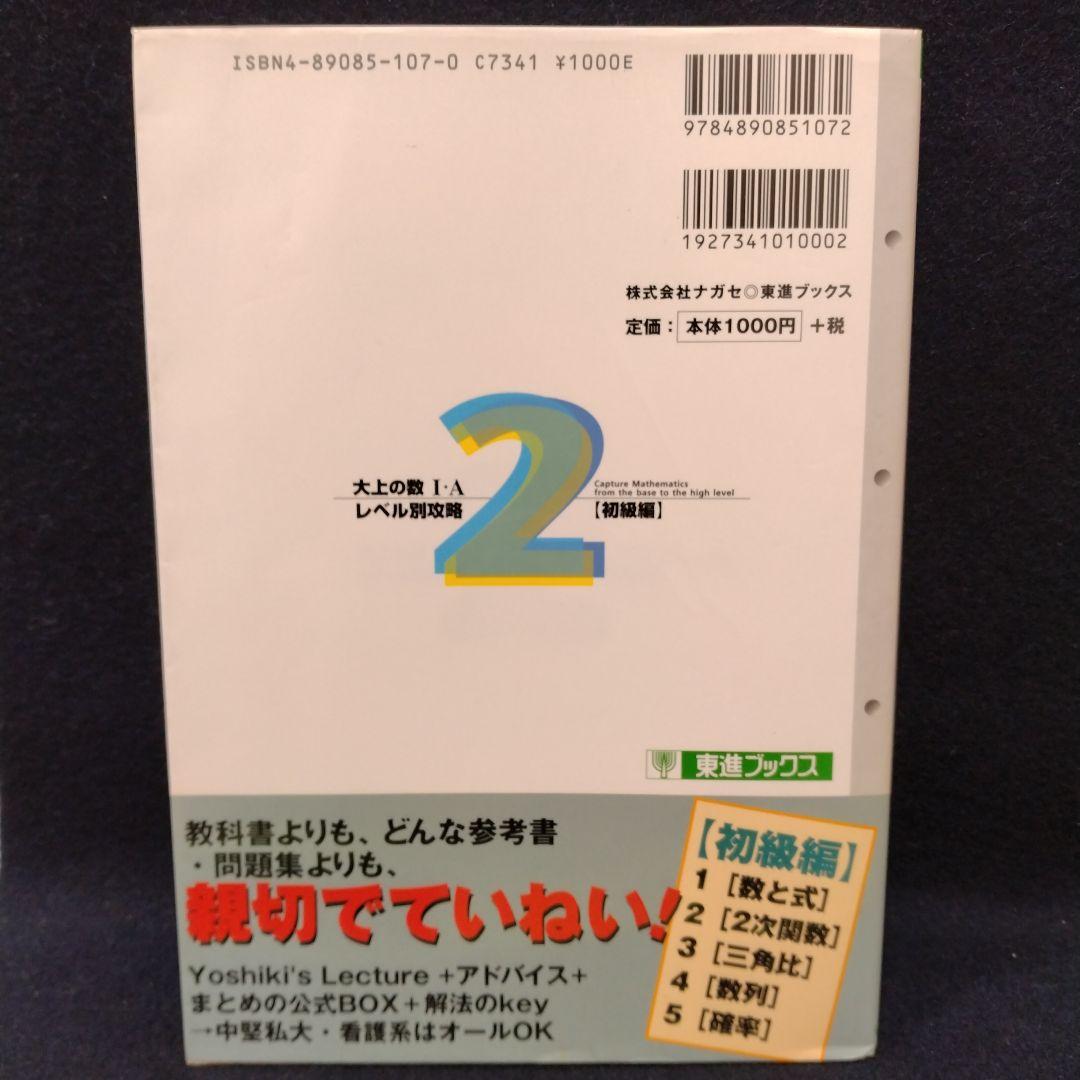 ISBN4-89085-107-0 C7341 ¥1000E
9784890851072
1927341010002
株式会社ナガセ◎東進ブックス
定価： 本体1000円 +税
2
大上の数 I・A
レベル別攻略
Capture Mathematics
from the base to the high level
【初級編】
東進ブックス
教科書よりも、どんな参考書
・問題集よりも、
親切でていねい!
Yoshiki's Lecture +アドバイス+
まとめの公式BOX+解法のkey
→中堅私大・看護系はオールOK
【初級編】
1 [数と式]
2 [2次関数]
3 [三角比]
4 [数列]
5 [確率]